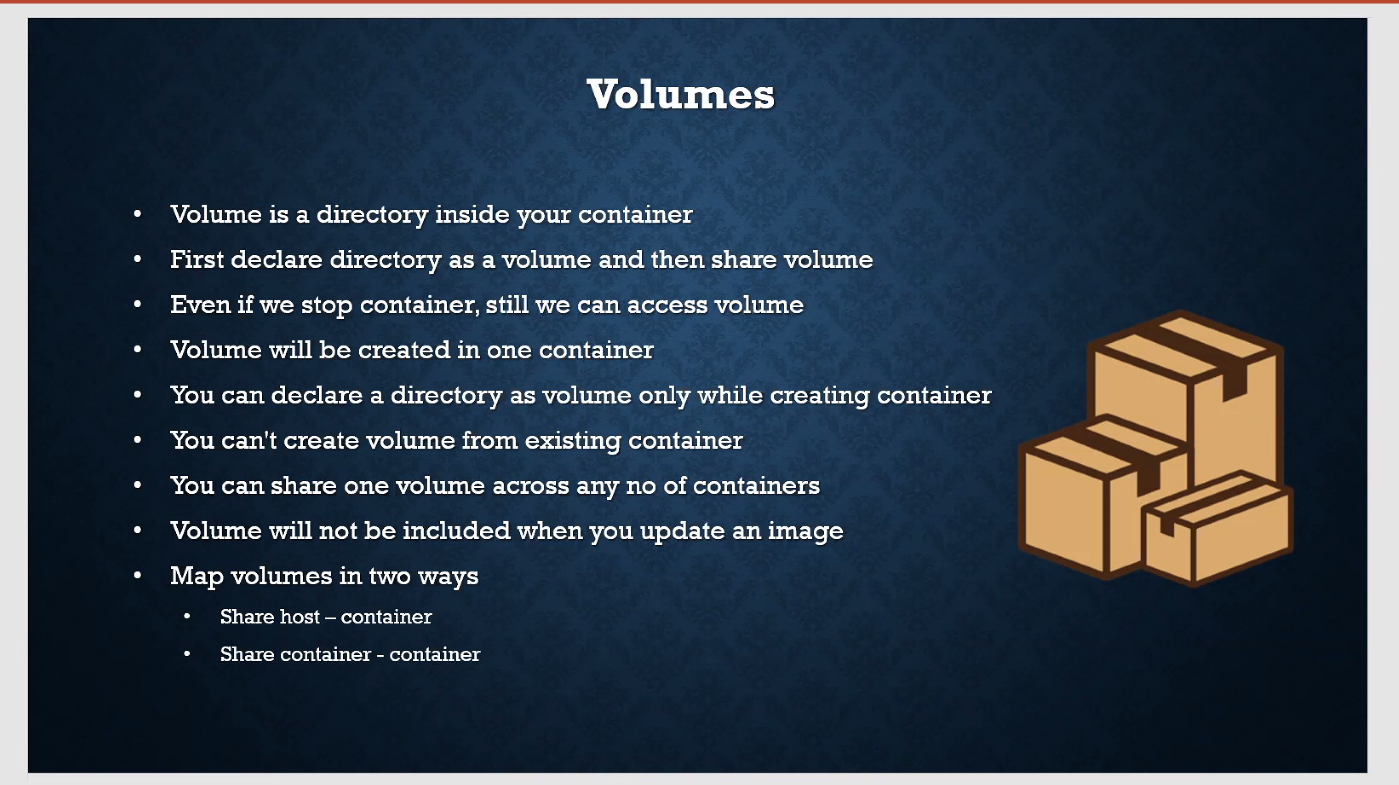 Volumes
• Volume is a directory inside your container
• First declare directory as a volume and then share volume
• Even if we stop container, still we can access volume
• Volume will be created in one container
• You can declare a directory as volume only while creating container
• You can't create volume from existing container
• You can share one volume across any no of containers
• Volume will not be included when you update an image
• Map volumes in two ways
• Share host – container
• Share container - container